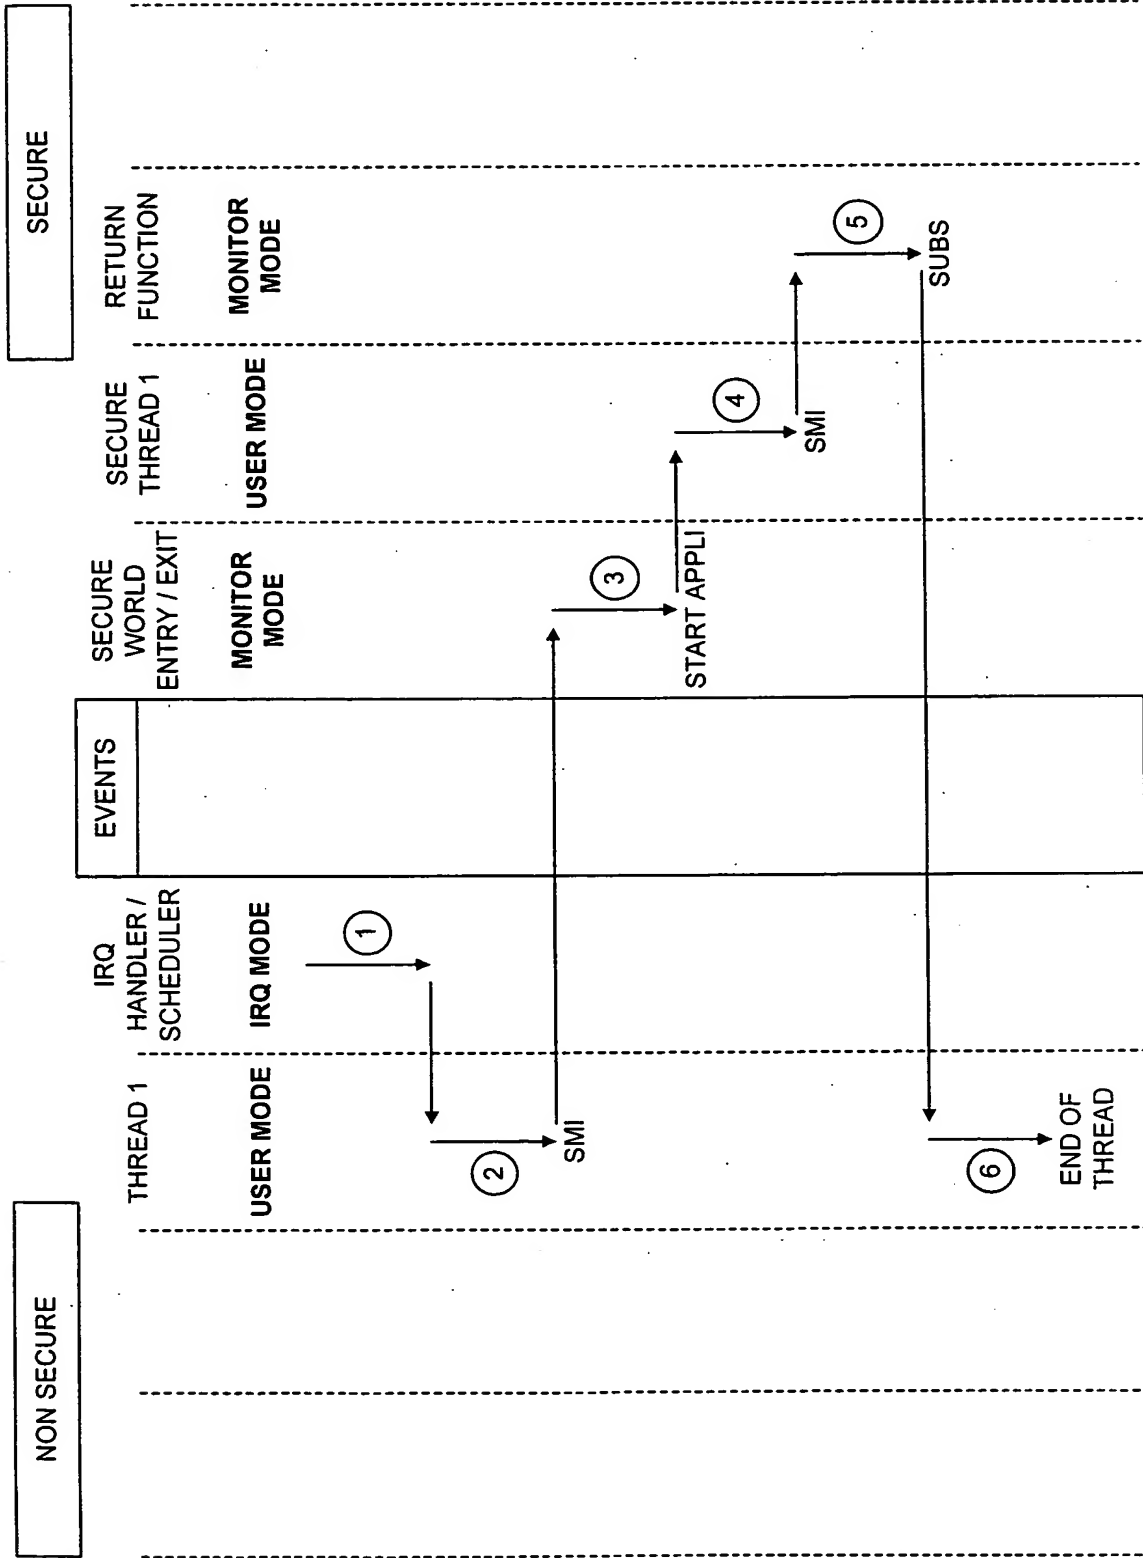 NON SECURE
SECURE
THREAD 1
IRQ
HANDLER /
SCHEDULER
EVENTS
SECURE
WORLD
ENTRY / EXIT
SECURE
THREAD 1
RETURN
FUNCTION
USER MODE
IRQ MODE
MONITOR
MODE
USER MODE
MONITOR
MODE
1
2
SMI
3
START APPLI
4
SMI
5
SUBS
6
END OF
THREAD